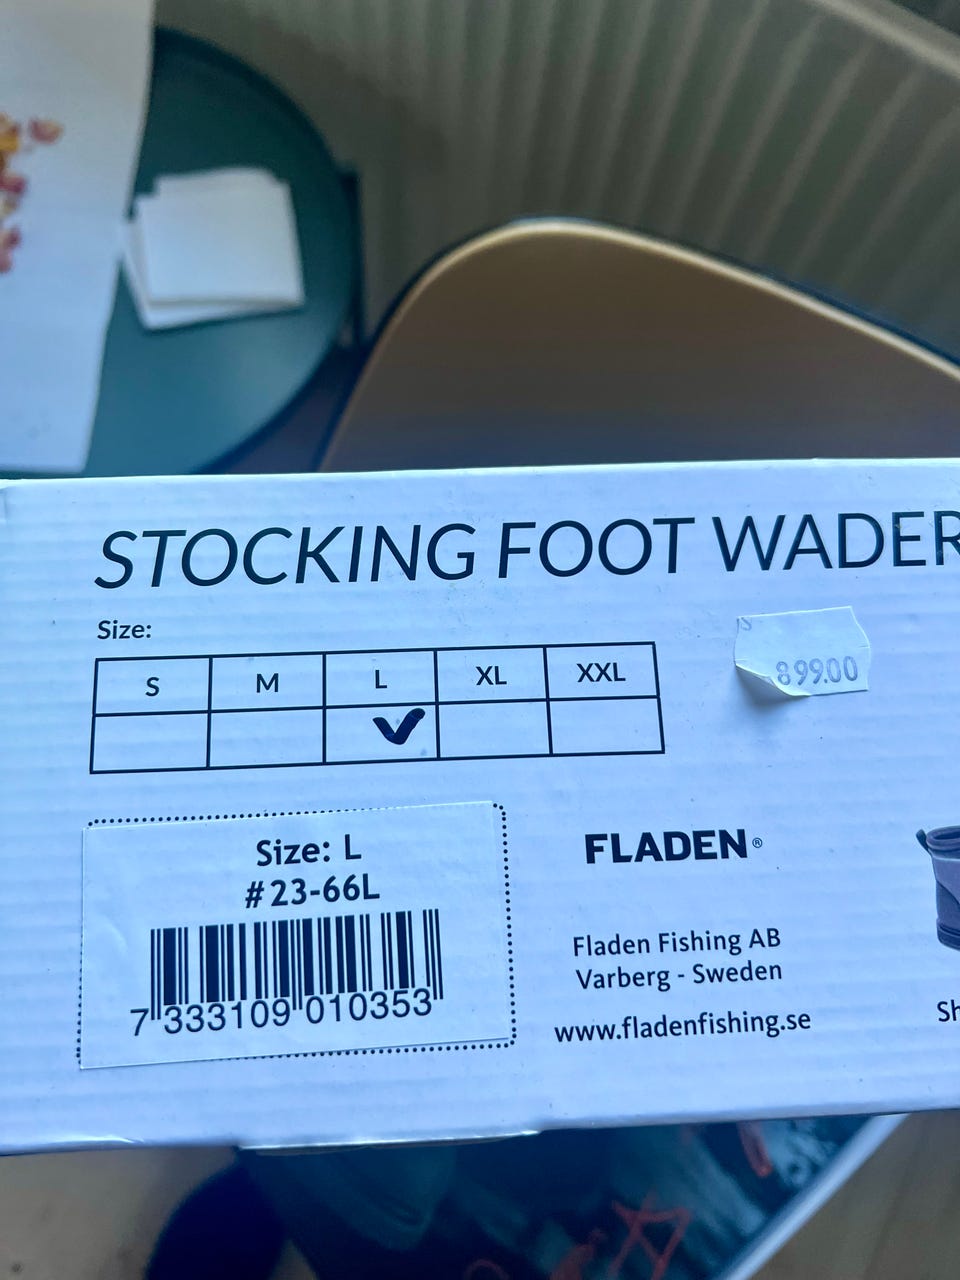 STOCKING FOOT WADER
Size:
S M L XL XXL
899.00
Size: L
#23-66L
7 333109 010353
FLADEN®
Fladen Fishing AB
Varberg - Sweden
www.fladenfishing.se
Sh